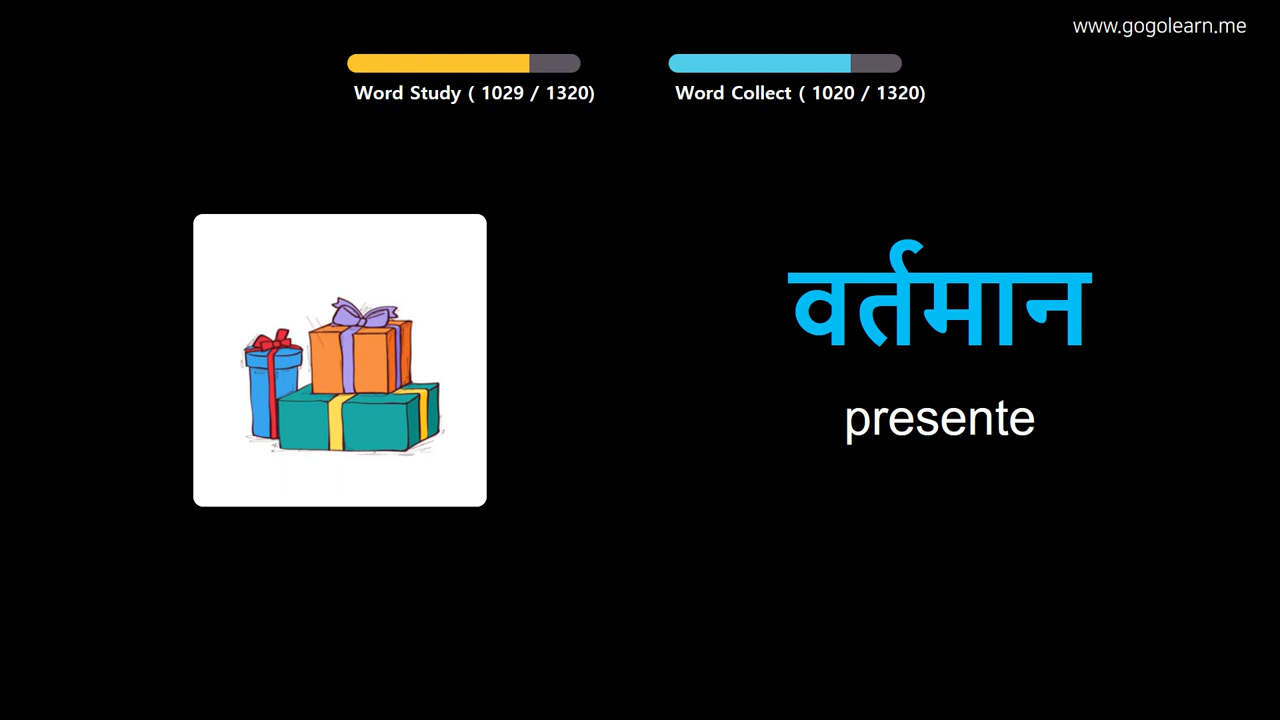 www.gogolearn.me
Word Study ( 1029 / 1320)
Word Collect ( 1020 / 1320)
वर्तमान
presente